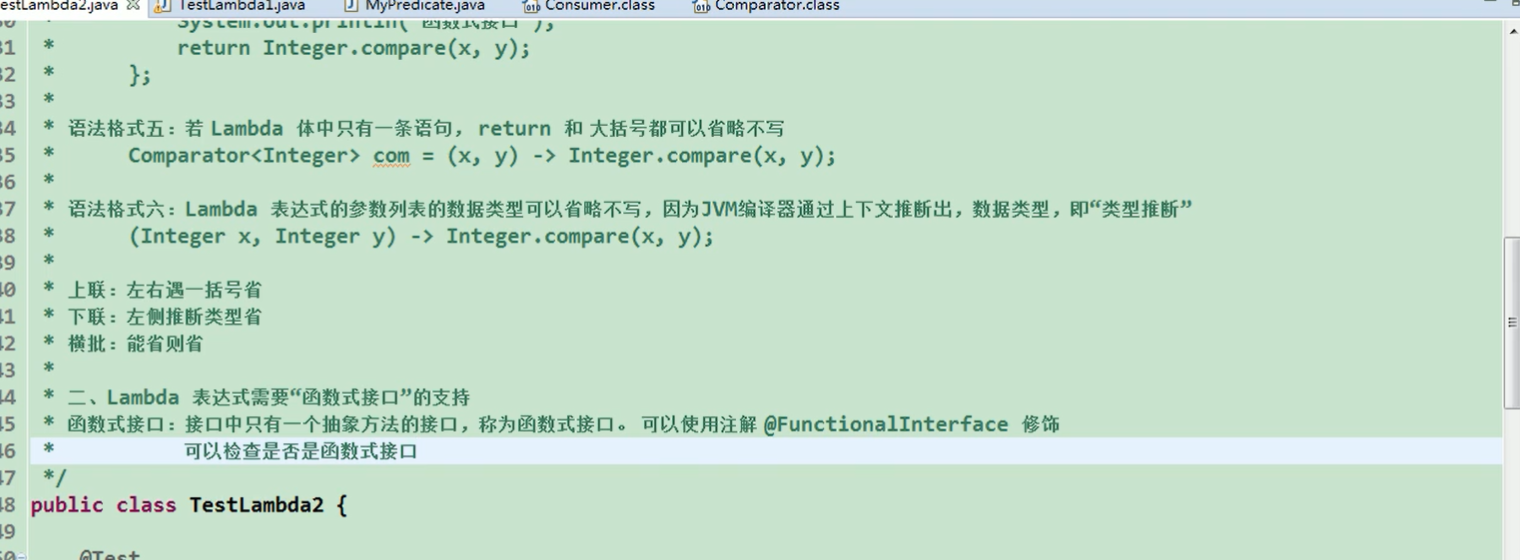 estLambda2.java TestLambda1.java MyPredicate.java Consumer.class Comparator.class
System.out.println("函数式接口");
31 * return Integer.compare(x, y);
32 * };
33 *
34 * 语法格式五：若 Lambda 体中只有一条语句， return 和 大括号都可以省略不写
35 * Comparator<Integer> com = (x, y) -> Integer.compare(x, y);
36 *
37 * 语法格式六：Lambda 表达式的参数列表的数据类型可以省略不写，因为JVM编译器通过上下文推断出，数据类型，即“类型推断”
38 * (Integer x, Integer y) -> Integer.compare(x, y);
39 *
40 * 上联：左右遇一括号省
41 * 下联：左侧推断类型省
42 * 横批：能省则省
43 *
44 * 二、Lambda 表达式需要“函数式接口”的支持
45 * 函数式接口：接口中只有一个抽象方法的接口，称为函数式接口。 可以使用注解 @FunctionalInterface 修饰
46 * 可以检查是否是函数式接口
47 */
48 public class TestLambda2 {
49
50 @Test